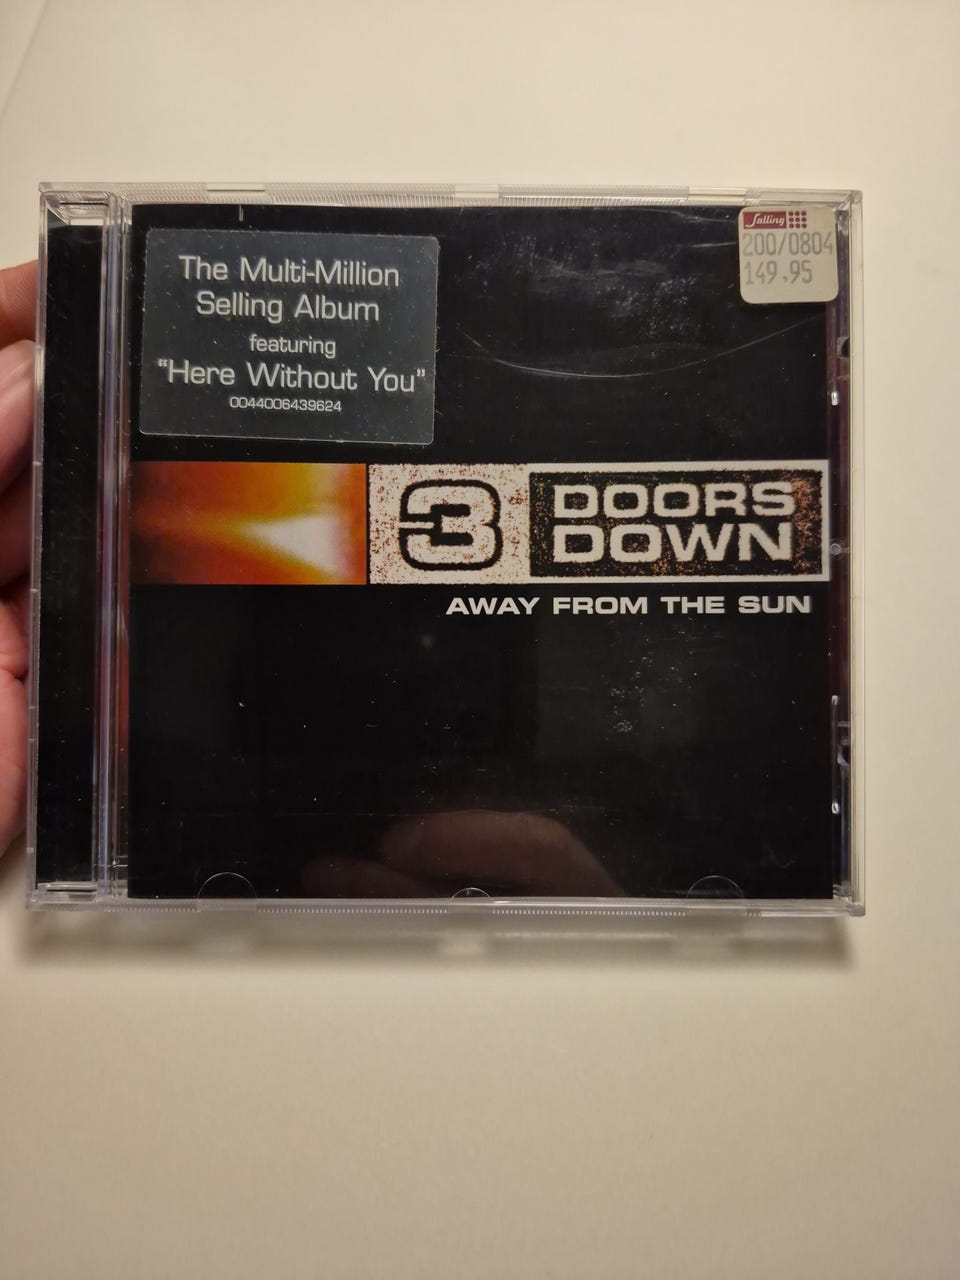 The Multi-Million
Selling Album
featuring
"Here Without You"
0044006439624
Salling
200/0804
149.95
3
DOORS
DOWN
AWAY FROM THE SUN